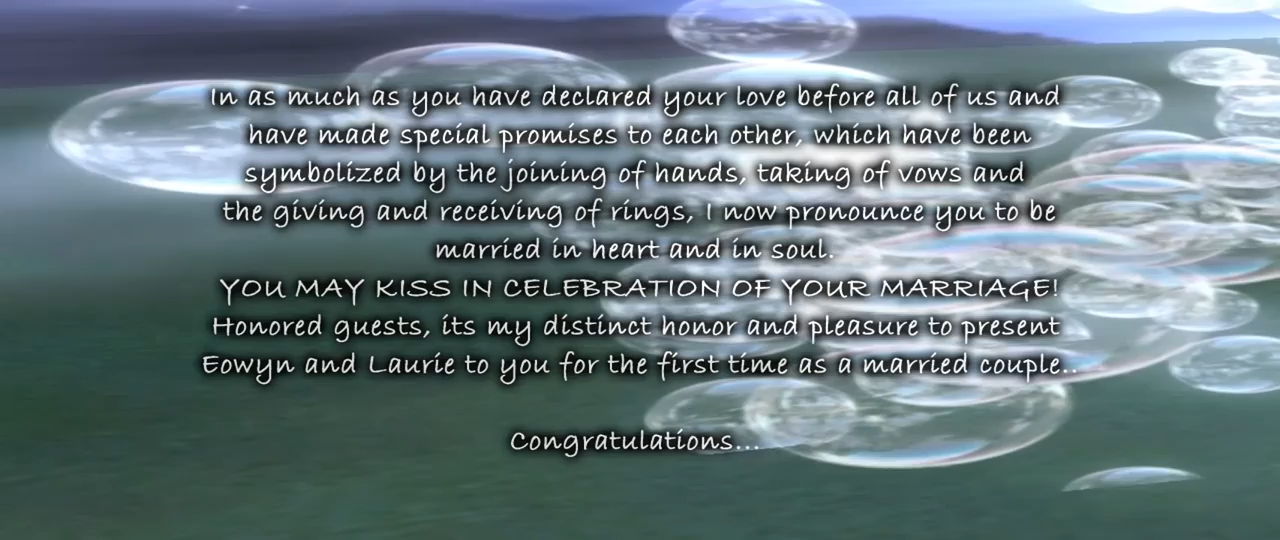 In as much as you have declared your love before all of us and
have made special promises to each other, which have been
symbolized by the joining of hands, taking of vows and
the giving and receiving of rings, I now pronounce you to be
married in heart and in soul.
YOU MAY KISS IN CELEBRATION OF YOUR MARRIAGE!
Honored guests, its my distinct honor and pleasure to present
Eowyn and Laurie to you for the first time as a married couple..
Congratulations...